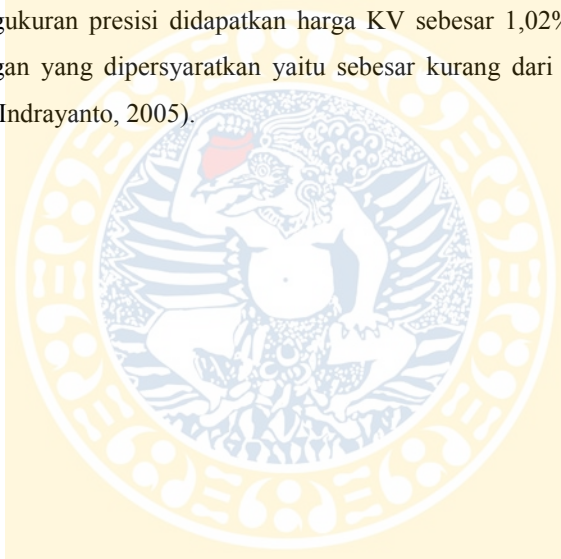 gukuran presisi didapatkan harga KV sebesar 1,02%
gan yang dipersyaratkan yaitu sebesar kurang dari
Indrayanto, 2005).